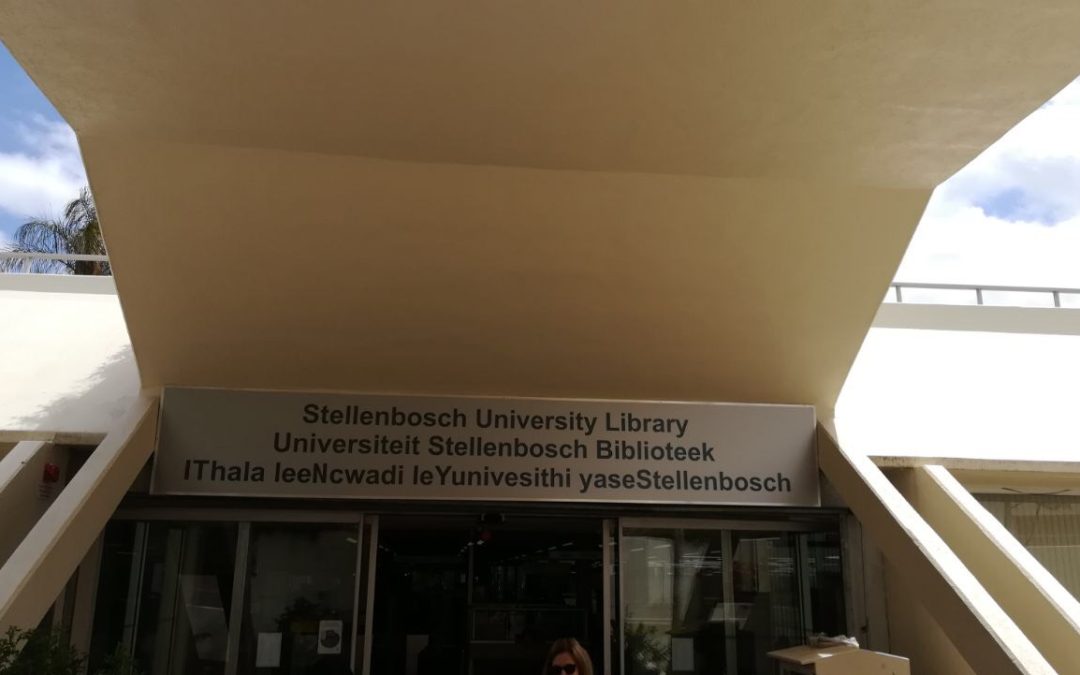 Stellenbosch University Library
Universiteit Stellenbosch Biblioteek
IThala leeNcwadi leYunivesithi yaseStellenbosch